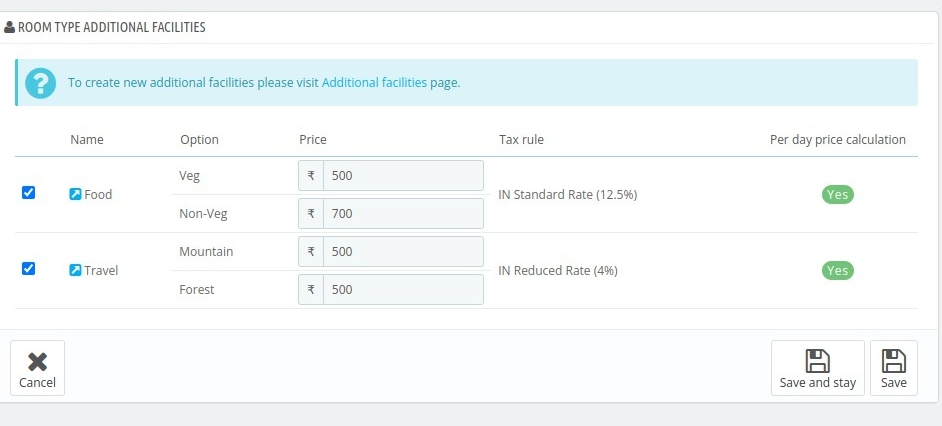 ROOM TYPE ADDITIONAL FACILITIES
? To create new additional facilities please visit Additional facilities page.
Name Option Price Tax rule Per day price calculation
Veg ₹ 500
Food IN Standard Rate (12.5%) Yes
Non-Veg ₹ 700
Mountain ₹ 500
Travel IN Reduced Rate (4%) Yes
Forest ₹ 500
Cancel Save and stay Save